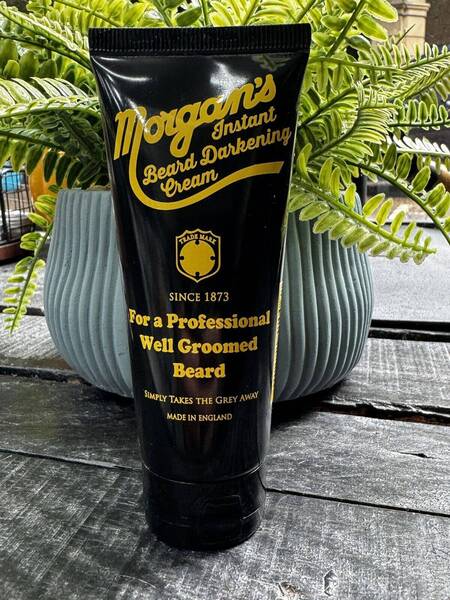 Morgan's
Instant
Beard Darkening
Cream
TRADE MARK
SINCE 1873
For a Professional
Well Groomed
Beard
SIMPLY TAKES THE GREY AWAY
MADE IN ENGLAND